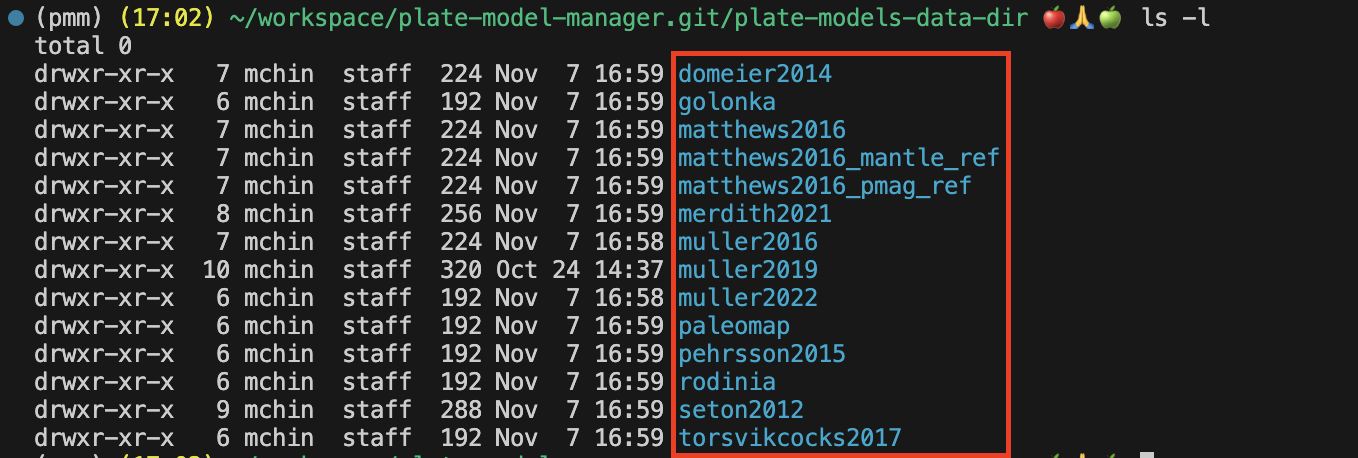 (pmm) (17:02) ~/workspace/plate-model-manager.git/plate-models-data-dir 🍎🙏🍏 ls -l
total 0
drwxr-xr-x   7 mchin  staff  224 Nov  7 16:59 domeier2014
drwxr-xr-x   6 mchin  staff  192 Nov  7 16:59 golonka
drwxr-xr-x   7 mchin  staff  224 Nov  7 16:59 matthews2016
drwxr-xr-x   7 mchin  staff  224 Nov  7 16:59 matthews2016_mantle_ref
drwxr-xr-x   7 mchin  staff  224 Nov  7 16:59 matthews2016_pmag_ref
drwxr-xr-x   8 mchin  staff  256 Nov  7 16:59 merdith2021
drwxr-xr-x   7 mchin  staff  224 Nov  7 16:58 muller2016
drwxr-xr-x  10 mchin  staff  320 Oct 24 14:37 muller2019
drwxr-xr-x   6 mchin  staff  192 Nov  7 16:58 muller2022
drwxr-xr-x   6 mchin  staff  192 Nov  7 16:59 paleomap
drwxr-xr-x   6 mchin  staff  192 Nov  7 16:59 pehrsson2015
drwxr-xr-x   6 mchin  staff  192 Nov  7 16:59 rodinia
drwxr-xr-x   9 mchin  staff  288 Nov  7 16:59 seton2012
drwxr-xr-x   6 mchin  staff  192 Nov  7 16:59 torsvikcocks2017